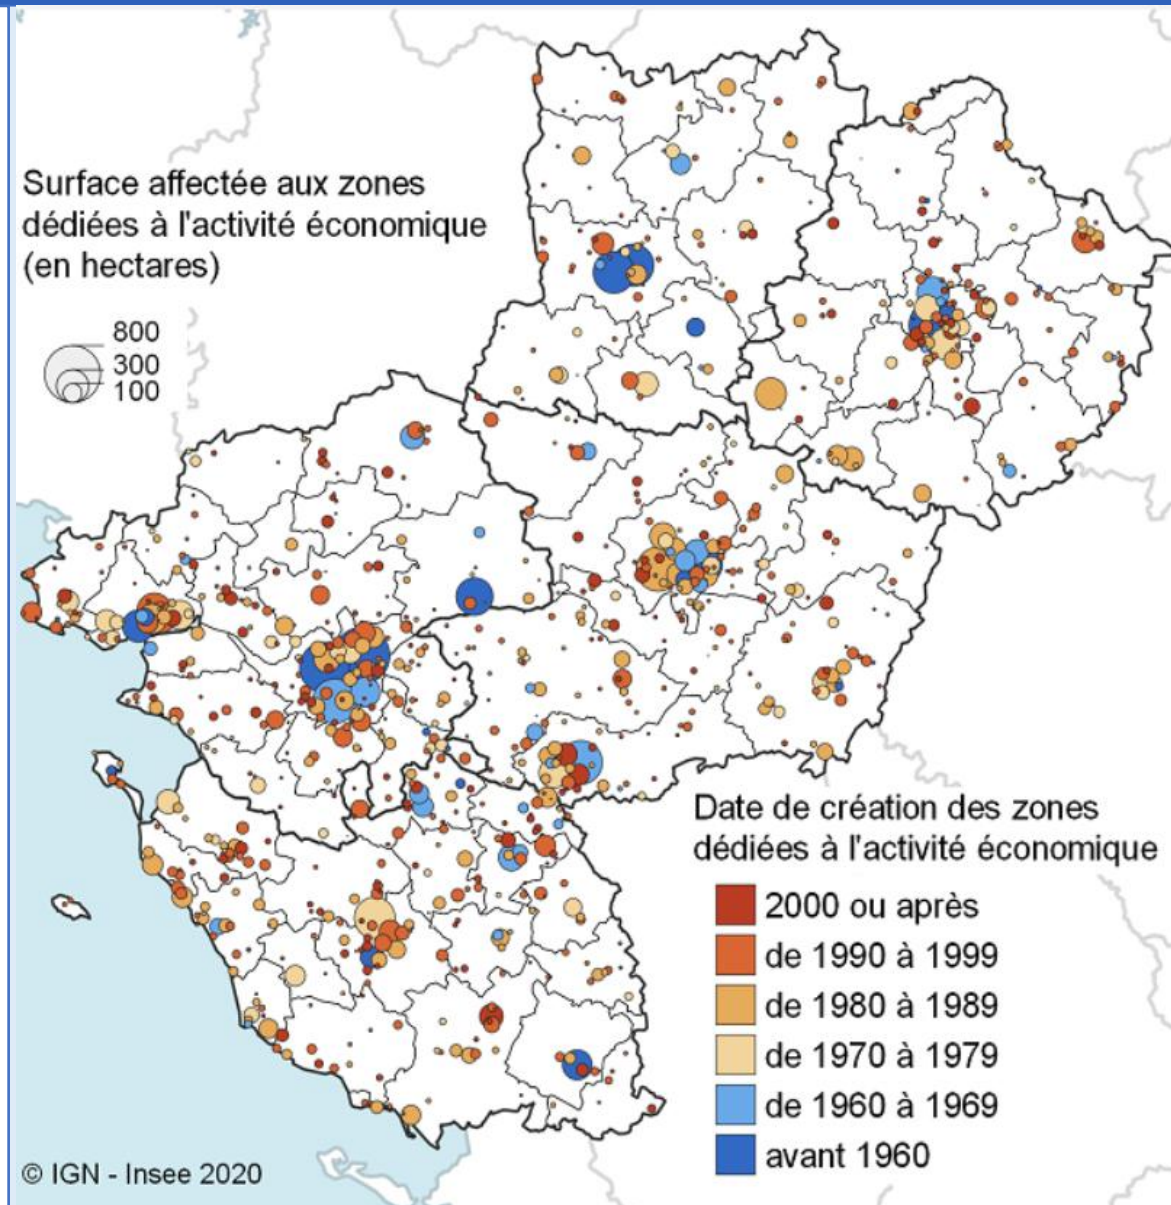 Surface affectée aux zones
dédiées à l'activité économique
(en hectares)
800
300
100
Date de création des zones
dédiées à l'activité économique
2000 ou après
de 1990 à 1999
de 1980 à 1989
de 1970 à 1979
de 1960 à 1969
avant 1960
© IGN - Insee 2020